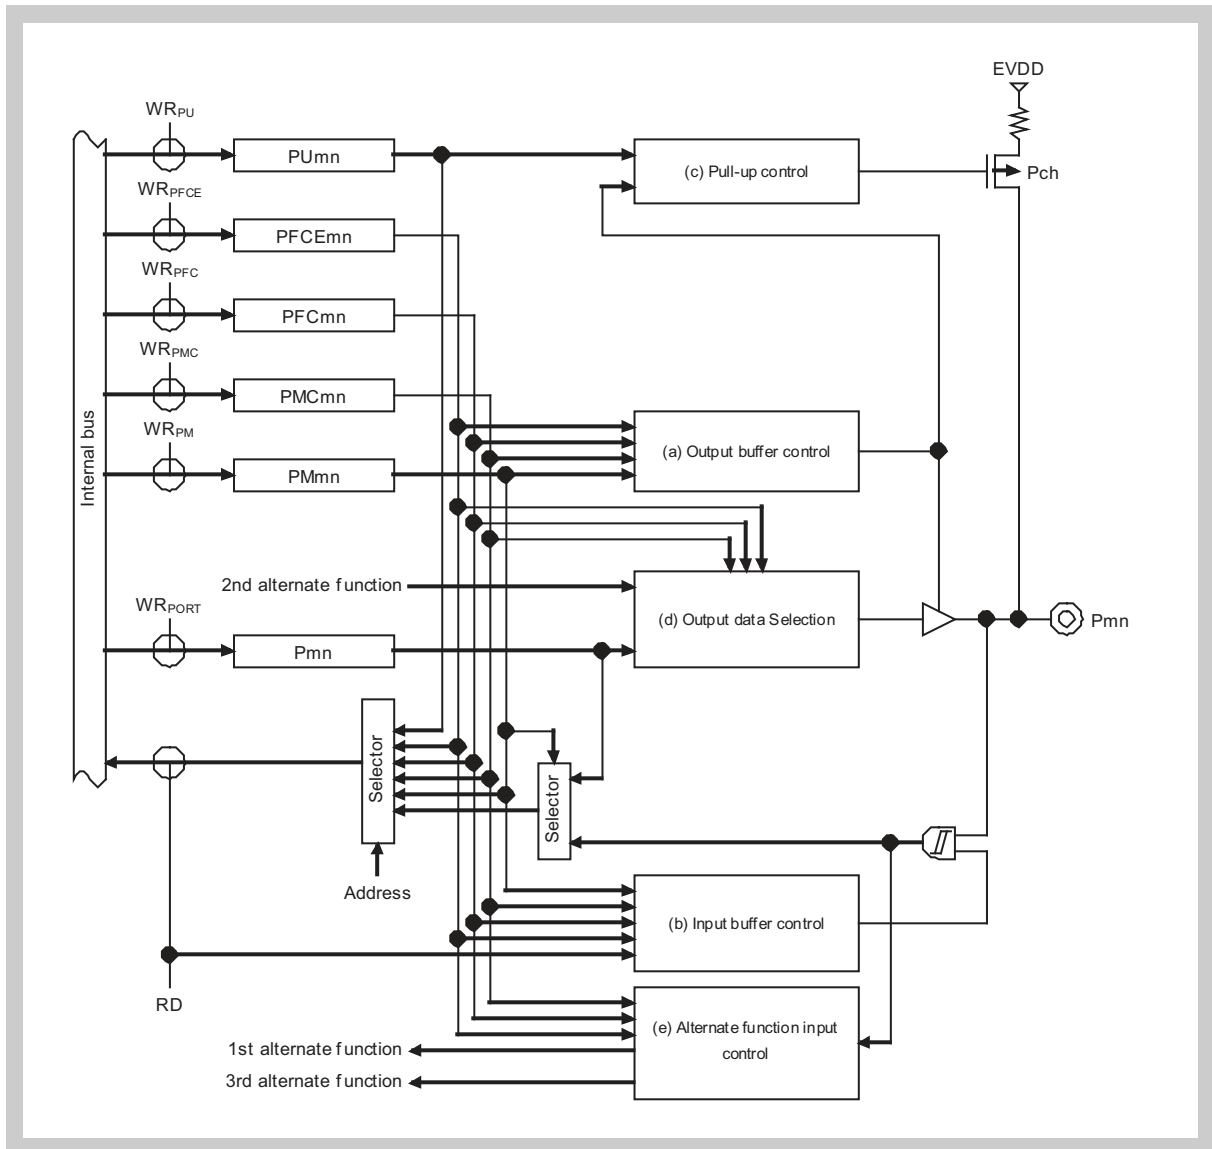 EVDD
WRPU
PUmn
(c) Pull-up control
Pch
WRPFCE
PFCEmn
WRPFC
PFCmn
WRPMC
PMCmn
Internal bus
WRPM
PMmn
(a) Output buffer control
2nd alternate function
WRPORT
Pmn
(d) Output data Selection
Pmn
Selector
Selector
Address
(b) Input buffer control
RD
(e) Alternate function input
control
1st alternate function
3rd alternate function